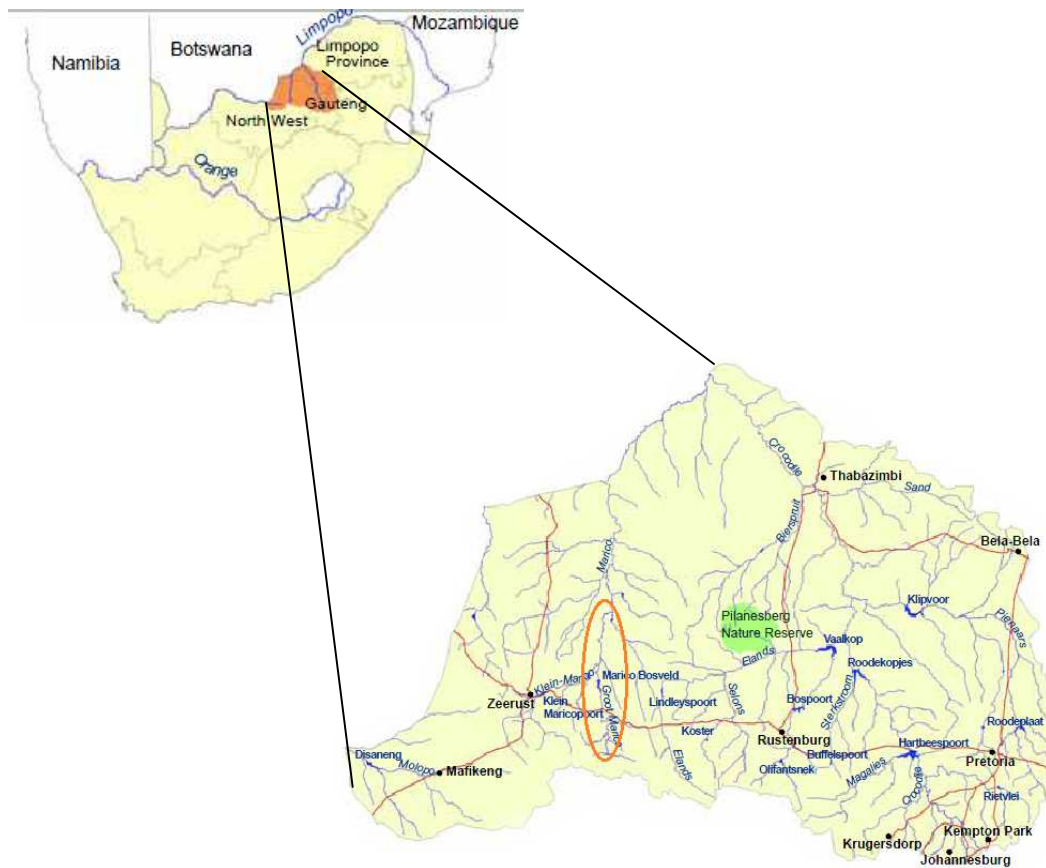 Mozambique
Limpopo
Botswana
Limpopo
Province
Namibia
Gauteng
North West
Orange
Crocodile
Thabazimbi
Sand
Bierspruit
Bela-Bela
Marico
Klipvoor
Pilanesberg
Nature Reserve
Pienaars
Vaalkop
Elands
Roodekopjes
Klein-Marico
Marico Bosveld
Zeerust
Klein
Maricopoort
Groot-Marico
Lindleyspoort
Selons
Bospoort
Sterkstroom
Roodeplaat
Koster
Rustenburg
Disaneng
Molopo
Mafikeng
Elands
Buffelspoort
Hartbeespoort
Pretoria
Olifantsnek
Magalies
Crocodile
Rietvlei
Krugersdorp
Kempton Park
Johannesburg